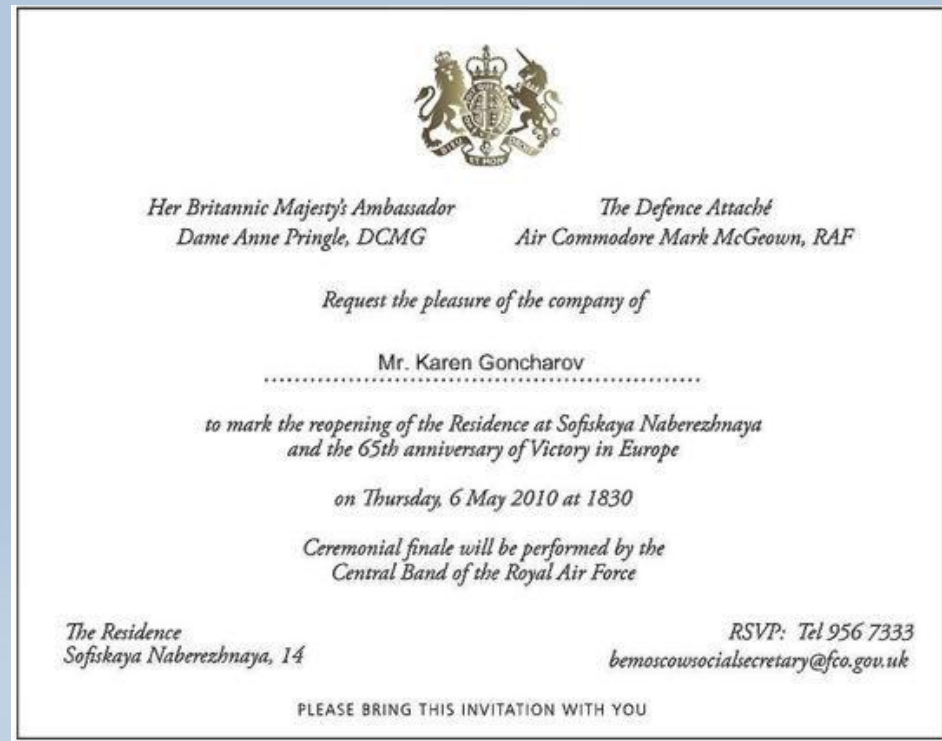 DIEU ET MON DROIT
Her Britannic Majesty's Ambassador
Dame Anne Pringle, DCMG
The Defence Attaché
Air Commodore Mark McGeown, RAF
Request the pleasure of the company of
Mr. Karen Goncharov
to mark the reopening of the Residence at Sofiskaya Naberezhnaya
and the 65th anniversary of Victory in Europe
on Thursday, 6 May 2010 at 1830
Ceremonial finale will be performed by the
Central Band of the Royal Air Force
The Residence
Sofiskaya Naberezhnaya, 14
RSVP: Tel 956 7333
bemoscowsocialsecretary@fco.gov.uk
PLEASE BRING THIS INVITATION WITH YOU